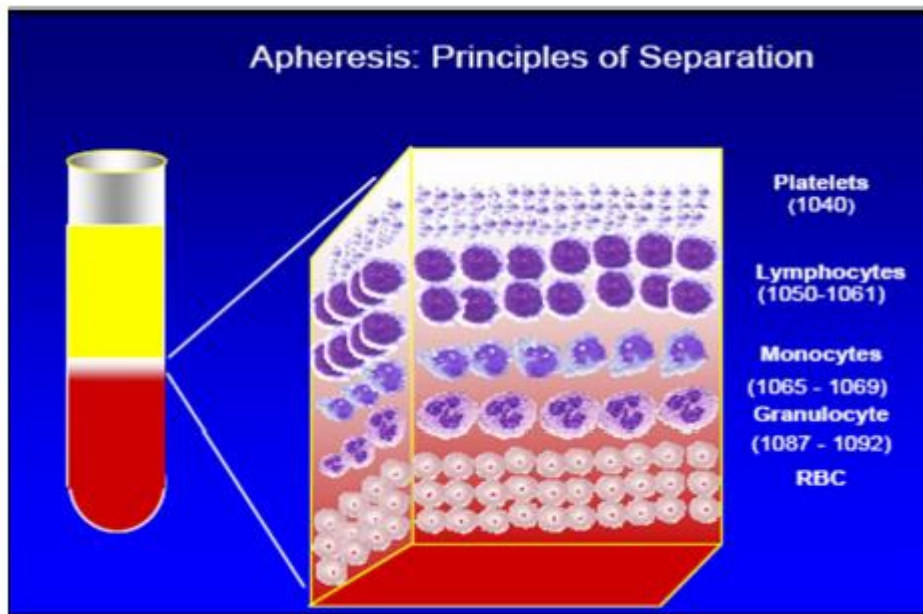 Apheresis: Principles of Separation
Platelets
(1040)
Lymphocytes
(1050-1061)
Monocytes
(1065 - 1069)
Granulocyte
(1087 - 1092)
RBC